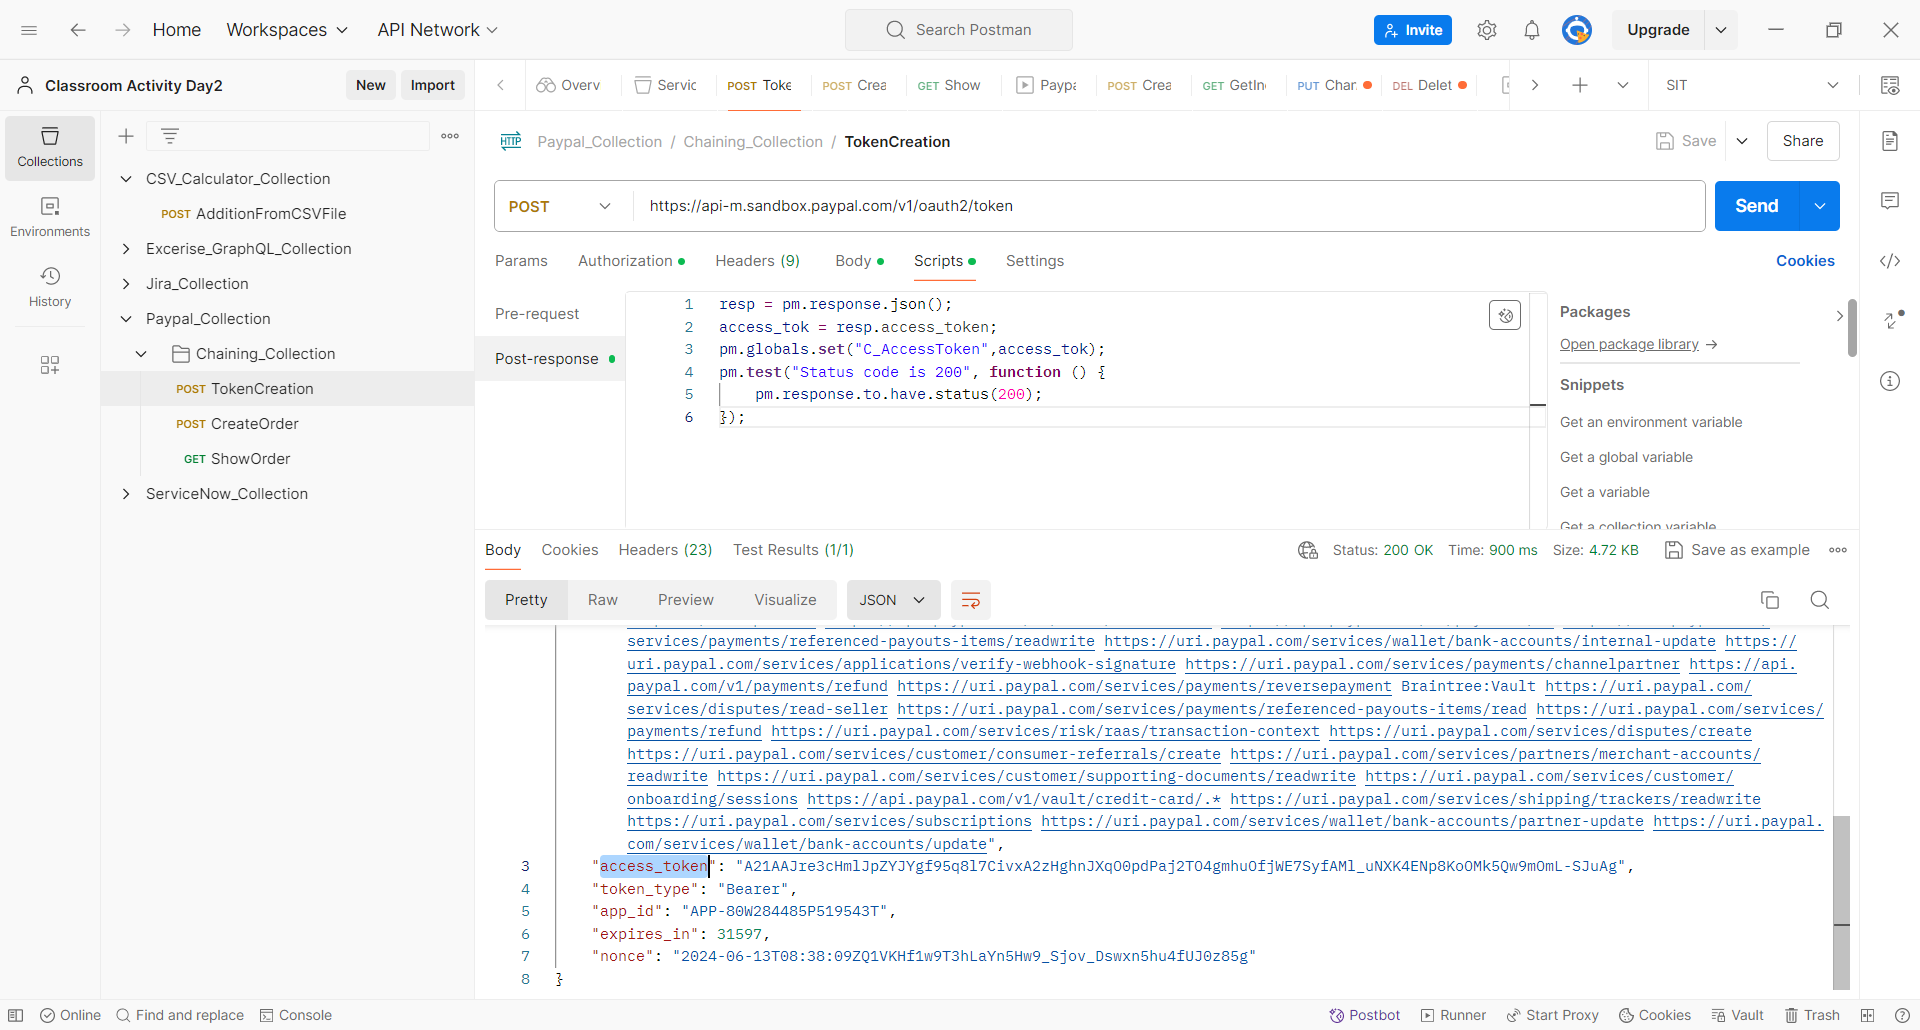 Home Workspaces API Network Search Postman Invite Upgrade
Classroom Activity Day2 New Import Overv Servic POST Toke POST Crea GET Show Paypa POST Crea GET GetIn PUT Char DEL Delet SIT
Collections
Environments
History
CSV_Calculator_Collection
POST AdditionFromCSVFile
Excerise_GraphQL_Collection
Jira_Collection
Paypal_Collection
Chaining_Collection
POST TokenCreation
POST CreateOrder
GET ShowOrder
ServiceNow_Collection
HTTP Paypal_Collection / Chaining_Collection / TokenCreation Save Share
POST https://api-m.sandbox.paypal.com/v1/oauth2/token Send
Params Authorization Headers (9) Body Scripts Settings Cookies
Pre-request
Post-response
1 resp = pm.response.json();
2 access_tok = resp.access_token;
3 pm.globals.set("C_AccessToken",access_tok);
4 pm.test("Status code is 200", function () {
5 pm.response.to.have.status(200);
6 });
Packages
Open package library →
Snippets
Get an environment variable
Get a global variable
Get a variable
Get a collection variable
Body Cookies Headers (23) Test Results (1/1) Status: 200 OK Time: 900 ms Size: 4.72 KB Save as example
Pretty Raw Preview Visualize JSON
services/payments/referenced-payouts-items/readwrite https://uri.paypal.com/services/wallet/bank-accounts/internal-update https://
uri.paypal.com/services/applications/verify-webhook-signature https://uri.paypal.com/services/payments/channelpartner https://api.
paypal.com/v1/payments/refund https://uri.paypal.com/services/payments/reversepayment Braintree:Vault https://uri.paypal.com/
services/disputes/read-seller https://uri.paypal.com/services/payments/referenced-payouts-items/read https://uri.paypal.com/services/
payments/refund https://uri.paypal.com/services/risk/raas/transaction-context https://uri.paypal.com/services/disputes/create
https://uri.paypal.com/services/customer/consumer-referrals/create https://uri.paypal.com/services/partners/merchant-accounts/
readwrite https://uri.paypal.com/services/customer/supporting-documents/readwrite https://uri.paypal.com/services/customer/
onboarding/sessions https://api.paypal.com/v1/vault/credit-card/.* https://uri.paypal.com/services/shipping/trackers/readwrite
https://uri.paypal.com/services/subscriptions https://uri.paypal.com/services/wallet/bank-accounts/partner-update https://uri.paypal.
com/services/wallet/bank-accounts/update",
3 "access_token": "A21AAJre3cHmlJpZYJYgf95q8l7CivxA2zHghnJXqO0pdPaj2TO4gmhuOfjWE7SyfAMl_uNXK4ENp8KoOMk5Qw9mOmL-SJuAg",
4 "token_type": "Bearer",
5 "app_id": "APP-80W284485P519543T",
6 "expires_in": 31597,
7 "nonce": "2024-06-13T08:38:09ZQ1VKHf1w9T3hLaYn5Hw9_Sjov_Dswxn5hu4fUJ0z85g"
8 }
Online Find and replace Console Postbot Runner Start Proxy Cookies Vault Trash